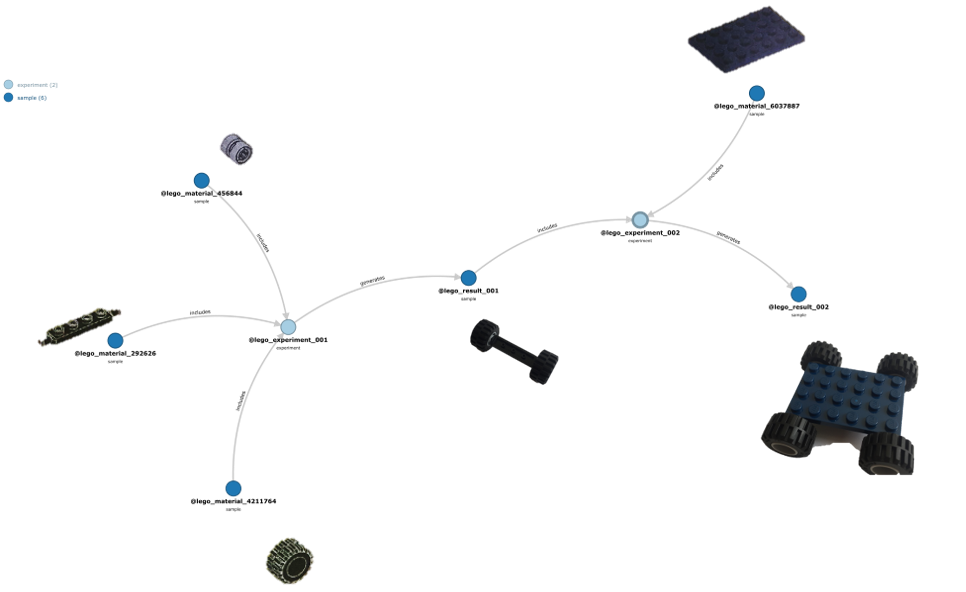 experiment (2)
sample (6)
@lego_material_6037887
sample
includes
@lego_material_456844
sample
includes
includes
@lego_experiment_002
experiment
generates
@lego_result_001
sample
generates
@lego_result_002
sample
includes
@lego_experiment_001
experiment
@lego_material_292626
sample
includes
@lego_material_4211764
sample